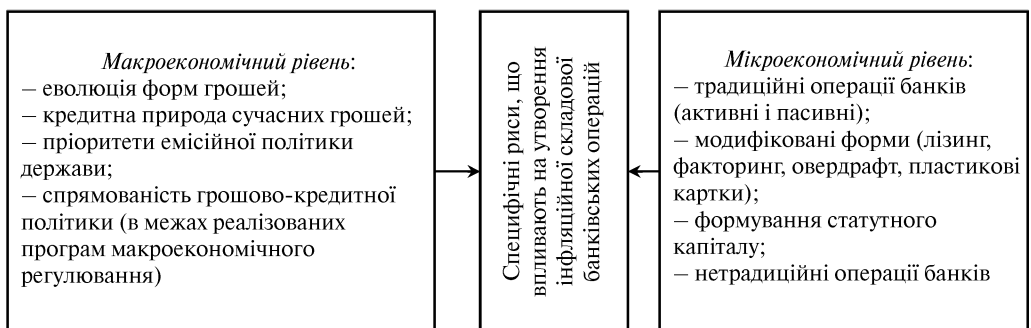 Макроекономічний рівень:
– еволюція форм грошей;
– кредитна природа сучасних грошей;
– пріоритети емісійної політики
держави;
– спрямованість грошово-кредитної
політики (в межах реалізованих
програм макроекономічного
регулювання)
Специфічні риси, що
впливають на утворення
інфляційної складової
банківських операцій
Мікроекономічний рівень:
– традиційні операції банків
(активні і пасивні);
– модифіковані форми (лізинг,
факторинг, овердрафт, пластикові
картки);
– формування статутного
капіталу;
– нетрадиційні операції банків